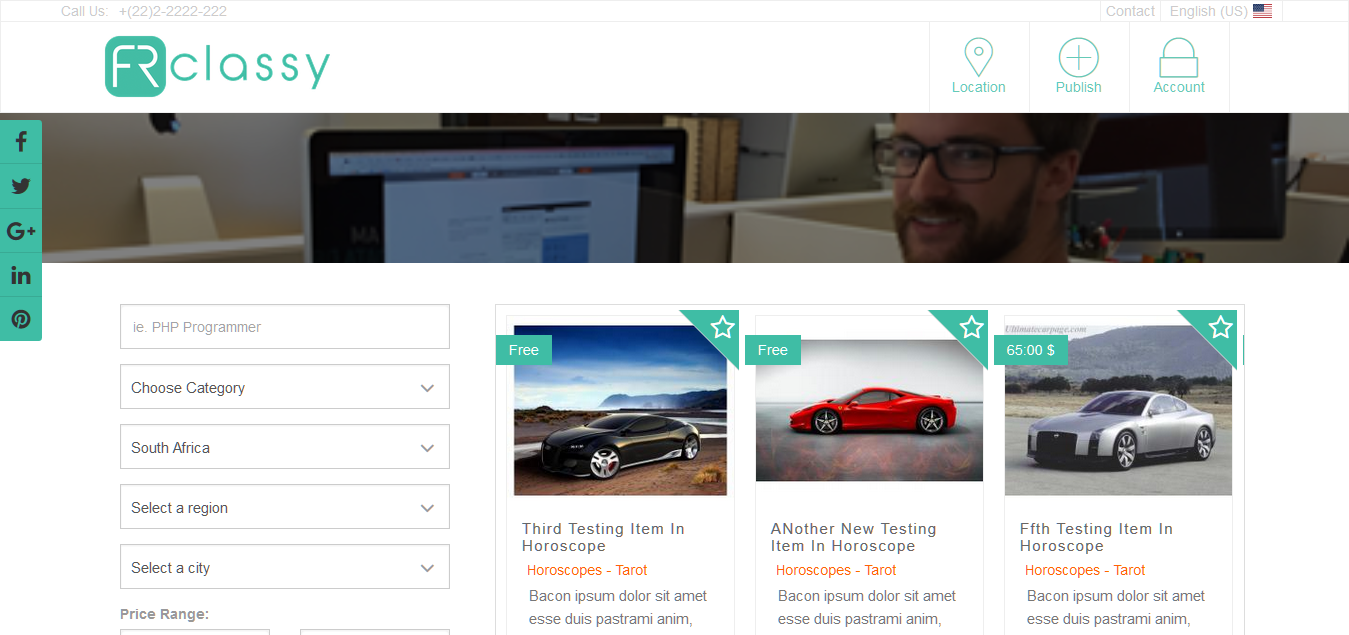 Call Us: +(22)2-2222-222
Contact
English (US)
FRclassy
Location
Publish
Account
ie. PHP Programmer
Choose Category
South Africa
Select a region
Select a city
Price Range:
Free
Third Testing Item In
Horoscope
Horoscopes - Tarot
Bacon ipsum dolor sit amet
esse duis pastrami anim,
Free
ANother New Testing
Item In Horoscope
Horoscopes - Tarot
Bacon ipsum dolor sit amet
esse duis pastrami anim,
Ultimatecarpage.com
65:00 $
Ffth Testing Item In
Horoscope
Horoscopes - Tarot
Bacon ipsum dolor sit amet
esse duis pastrami anim,